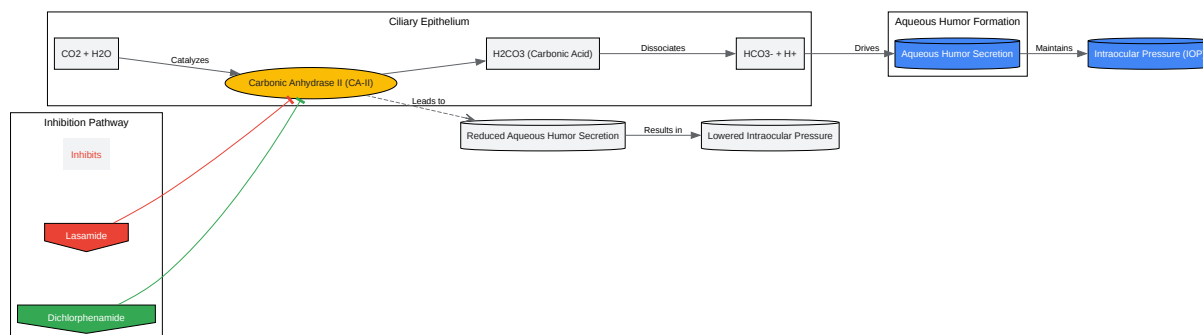 Ciliary Epithelium
Aqueous Humor Formation
CO2 + H2O
Catalyzes
Carbonic Anhydrase II (CA-II)
H2CO3 (Carbonic Acid)
Dissociates
HCO3- + H+
Drives
Aqueous Humor Secretion
Maintains
Intraocular Pressure (IOP)
Leads to
Reduced Aqueous Humor Secretion
Results in
Lowered Intraocular Pressure
Inhibition Pathway
Inhibits
Lasamide
Dichlorphenamide